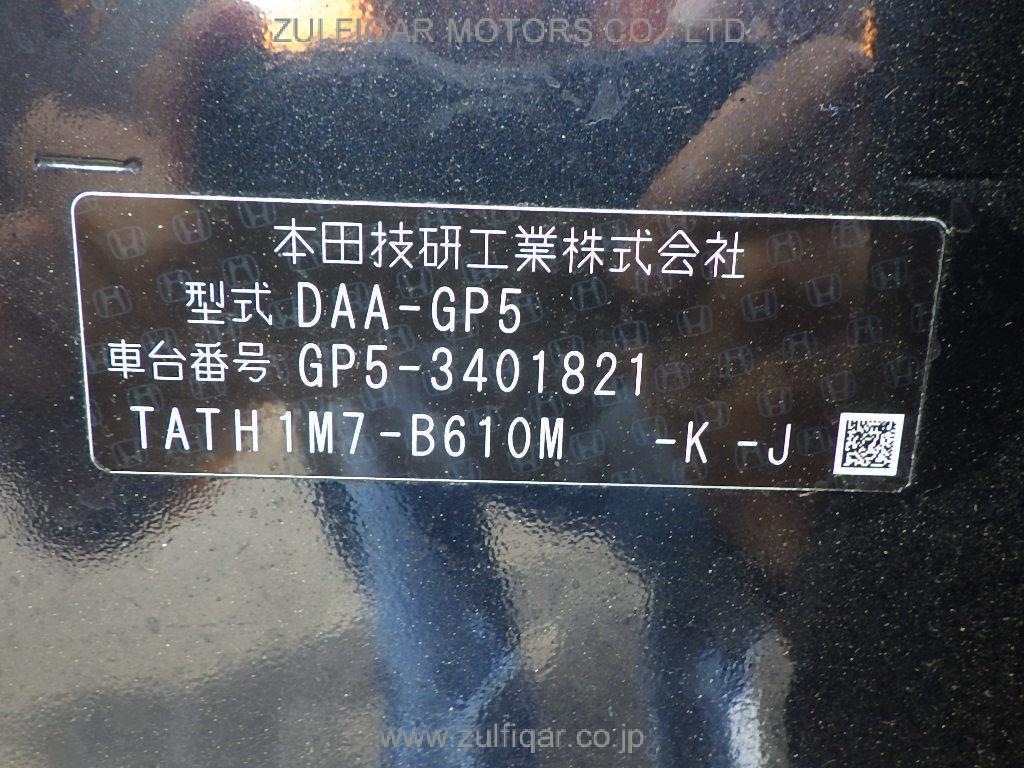 ZULFIQAR MOTORS CO LTD
本田技研工業株式会社
型式 DAA-GP5
車台番号 GP5-3401821
TATH1M7-B610M -K -J
www.zulfiqar.co.jp